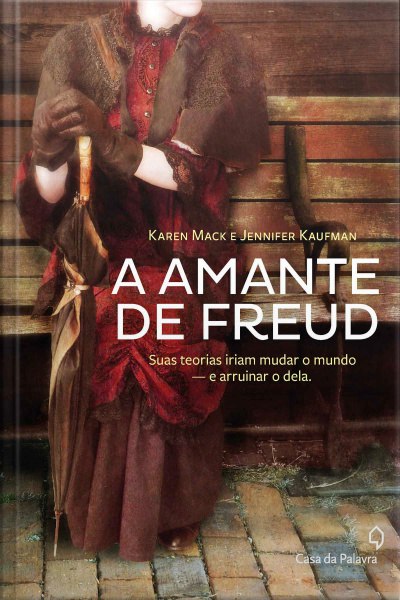 Karen Mack e Jennifer Kaufman
A AMANTE
DE FREUD
Suas teorias iriam mudar o mundo
— e arruinar o dela.
Casa da Palavra